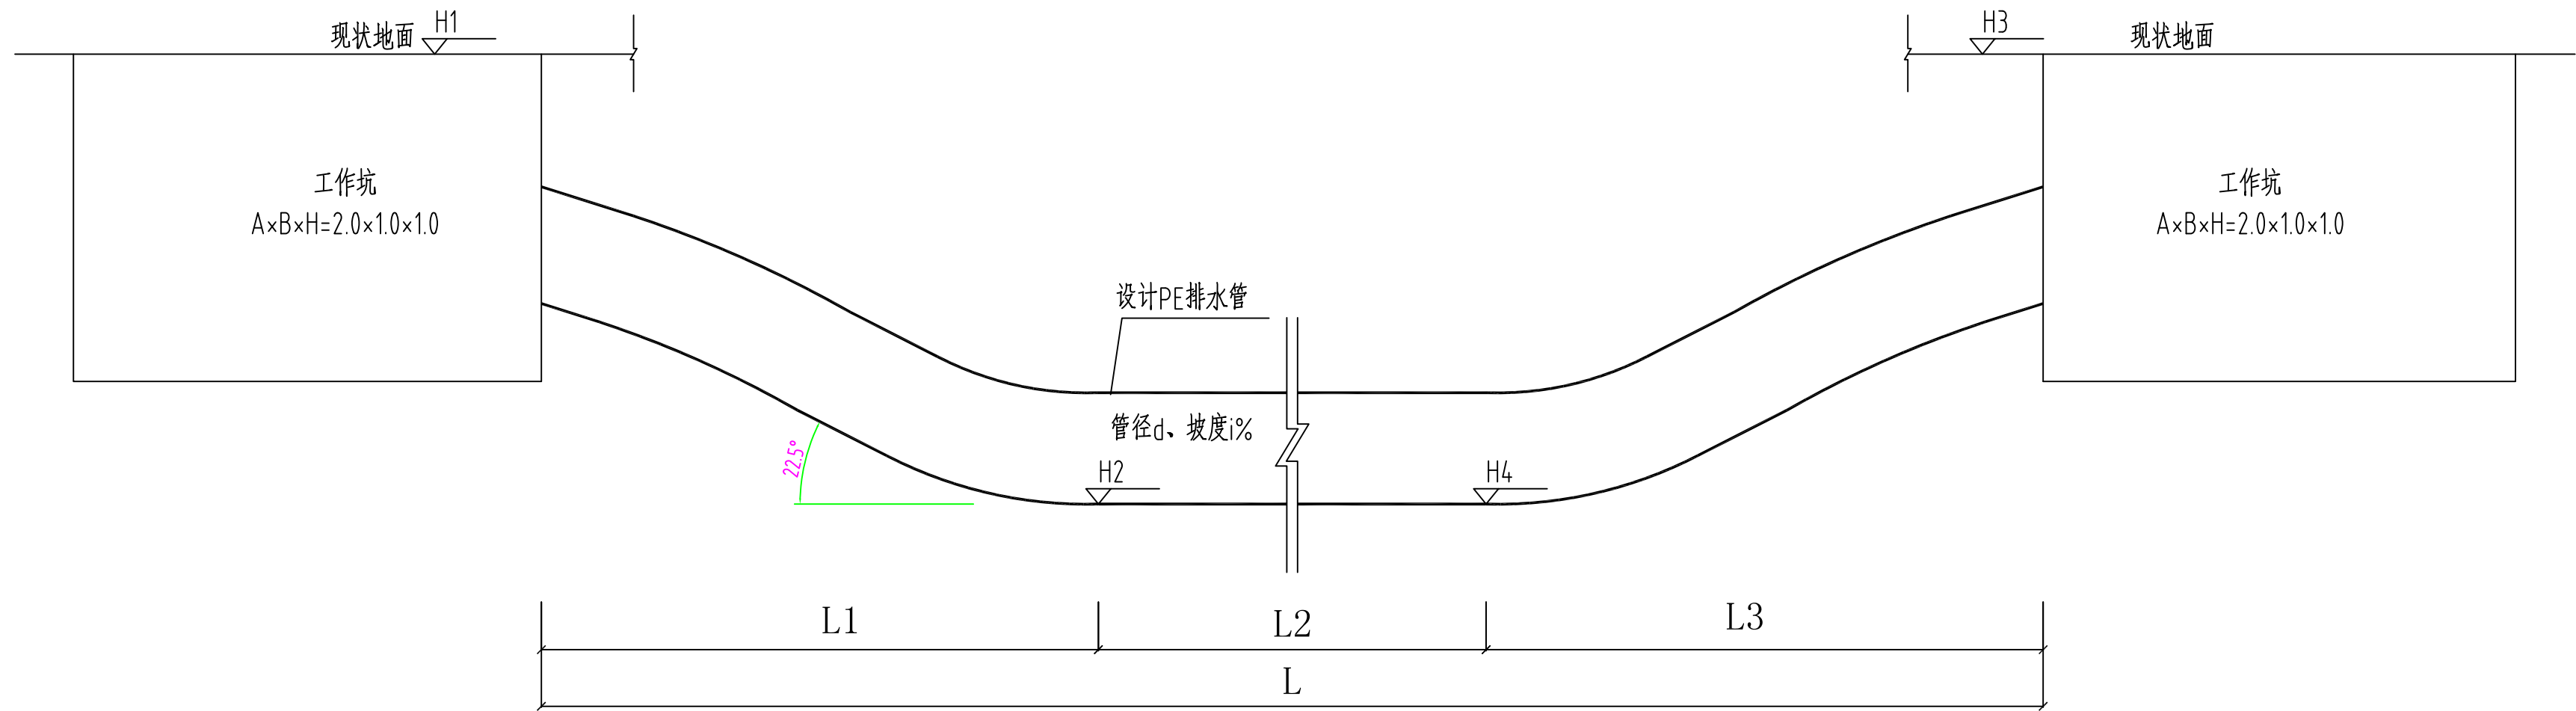 现状地面
H1
H3
现状地面
工作坑
A×B×H=2.0×1.0×1.0
工作坑
A×B×H=2.0×1.0×1.0
设计PE排水管
管径d、坡度i%
22.5°
H2
H4
L1
L2
L3
L